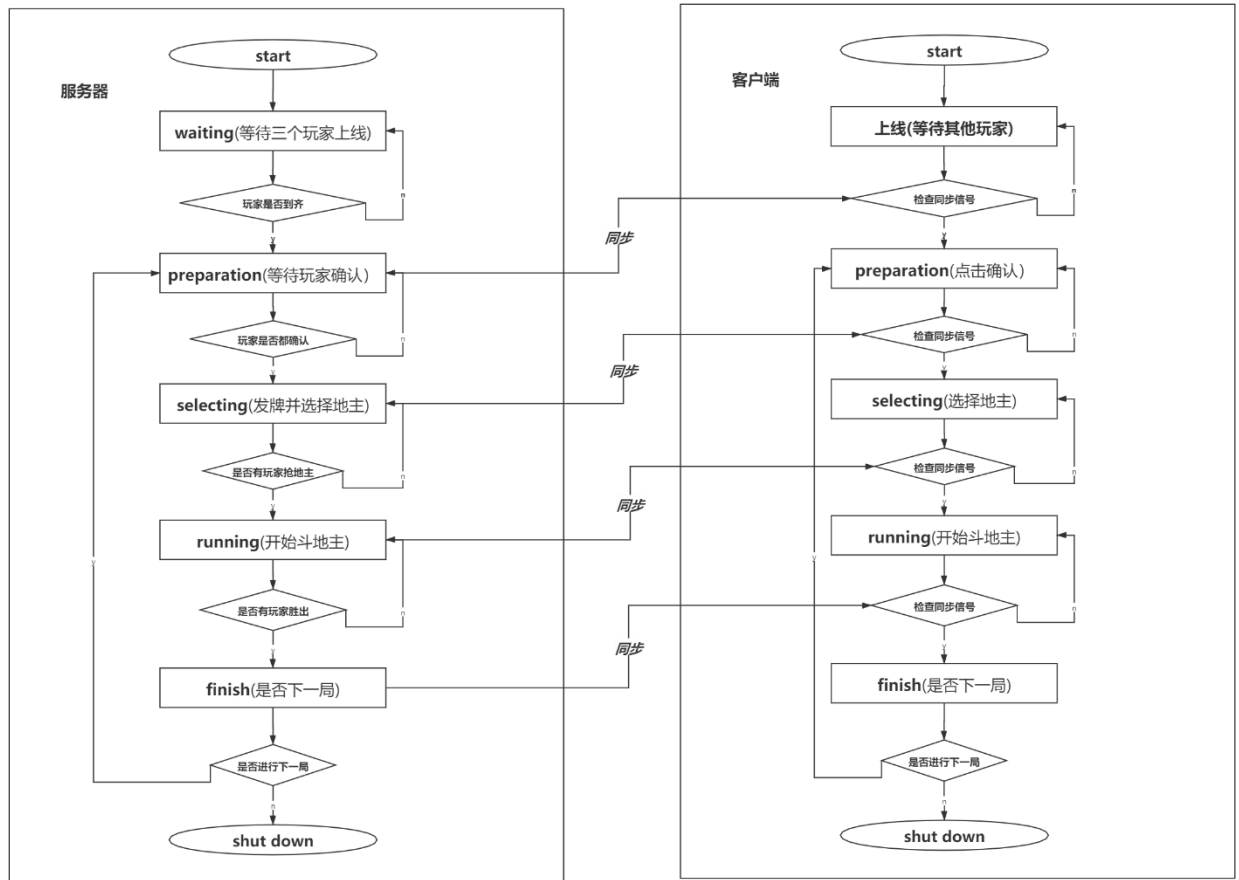 服务器
start
waiting(等待三个玩家上线)
n
玩家是否到齐
y
preparation(等待玩家确认)
n
玩家是否都确认
y
selecting(发牌并选择地主)
n
是否有玩家抢地主
y
running(开始斗地主)
y
n
是否有玩家胜出
y
finish(是否下一局)
是否进行下一局
n
shut down
同步
同步
同步
同步
客户端
start
上线(等待其他玩家)
n
检查同步信号
y
preparation(点击确认)
n
检查同步信号
y
selecting(选择地主)
n
检查同步信号
y
running(开始斗地主)
y
n
检查同步信号
y
finish(是否下一局)
是否进行下一局
n
shut down